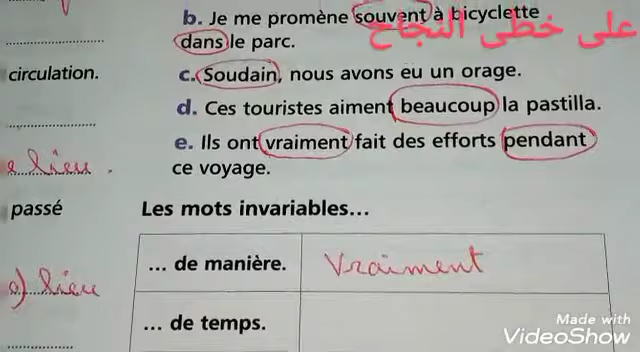 b. Je me promène souvent à bicyclette
dans le parc.
على خطى النجاح
circulation.
c. Soudain, nous avons eu un orage.
d. Ces touristes aiment beaucoup la pastilla.
e. Ils ont vraiment fait des efforts pendant
ce voyage.
lieu
passé
Les mots invariables...
... de manière.
Vraiment
lieu
... de temps.
Made with
VideoShow